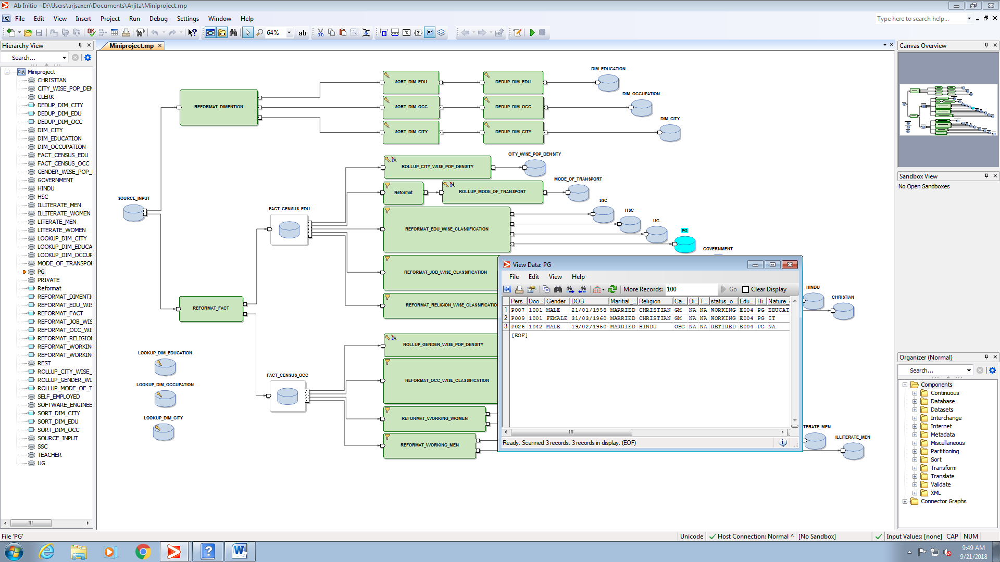 Ab Initio - D:\Users\arjsaxen\Documents\Arjita\Miniproject.mp
File Edit View Insert Project Run Debug Settings Window Help
Type here to search help...
64%
ab
Hierarchy View
Search...
Miniproject
CHRISTIAN
CITY_WISE_POP_DEN
CLERK
DEDUP_DIM_CITY
DEDUP_DIM_EDU
DEDUP_DIM_OCC
DIM_CITY
DIM_EDUCATION
DIM_OCCUPATION
FACT_CENSUS_EDU
FACT_CENSUS_OCC
GENDER_WISE_POP_
GOVERNMENT
HINDU
HSC
ILLITERATE_MEN
ILLITERATE_WOMEN
LITERATE_MEN
LITERATE_WOMEN
LOOKUP_DIM_CITY
LOOKUP_DIM_EDUCA
LOOKUP_DIM_OCCUP
MODE_OF_TRANSPOR
PG
PRIVATE
Reformat
REFORMAT_DIMENTI
REFORMAT_EDU_WIS
REFORMAT_FACT
REFORMAT_JOB_WIS
REFORMAT_OCC_WI
REFORMAT_RELIGIO
REFORMAT_WORKIN
REFORMAT_WORKIN
REST
ROLLUP_CITY_WISE_
ROLLUP_GENDER_WI
ROLLUP_MODE_OF_T
SELF_EMPLOYED
SOFTWARE_ENGINEE
SORT_DIM_CITY
SORT_DIM_EDU
SORT_DIM_OCC
SOURCE_INPUT
SSC
TEACHER
UG
Miniproject.mp
SOURCE_INPUT
REFORMAT_DIMENTION
SORT_DIM_EDU
DEDUP_DIM_EDU
DIM_EDUCATION
SORT_DIM_OCC
DEDUP_DIM_OCC
DIM_OCCUPATION
SORT_DIM_CITY
DEDUP_DIM_CITY
DIM_CITY
ROLLUP_CITY_WISE_POP_DENSITY
CITY_WISE_POP_DENSITY
Reformat
ROLLUP_MODE_OF_TRANSPORT
MODE_OF_TRANSPORT
FACT_CENSUS_EDU
REFORMAT_EDU_WISE_CLASSIFICATION
SSC
HSC
UG
PG
GOVERNMENT
REFORMAT_JOB_WISE_CLASSIFICATION
REFORMAT_RELIGION_WISE_CLASSIFICATIO
HINDU
CHRISTIAN
REFORMAT_FACT
ROLLUP_GENDER_WISE_POP_DENSITY
FACT_CENSUS_OCC
REFORMAT_OCC_WISE_CLASSIFICATION
REFORMAT_WORKING_WOMEN
REFORMAT_WORKING_MEN
TERATE_MEN
ILLITERATE_MEN
LOOKUP_DIM_EDUCATION
LOOKUP_DIM_OCCUPATION
LOOKUP_DIM_CITY
View Data: PG
File Edit View Help
More Records: 100 Go Clear Display
Pers... Doo... Gender DOB Maritial_... Religion Ca... Di... T... status_o... Edu... Hi... Nature_
1 P007 1001 MALE 21/01/1958 MARRIED CHRISTIAN GM NA NA WORKING E004 PG EDUCAT
2 P009 1001 FEMALE 31/03/1960 MARRIED CHRISTIAN GM NA NA WORKING E004 PG IT
3 P026 1042 MALE 19/02/1950 MARRIED HINDU OBC NA NA RETIRED E004 PG NA
[EOF]
Ready. Scanned 3 records. 3 records in display. (EOF)
Canvas Overview
Sandbox View
No Open Sandboxes
Organizer (Normal)
Search...
Components
Continuous
Database
Datasets
Interchange
Internet
Metadata
Miscellaneous
Partitioning
Sort
Transform
Translate
Validate
XML
Connector Graphs
File 'PG'
Unicode
Host Connection: Normal ^
[No Sandbox]
Input Values: [none] CAP NUM
9:49 AM
9/21/2018